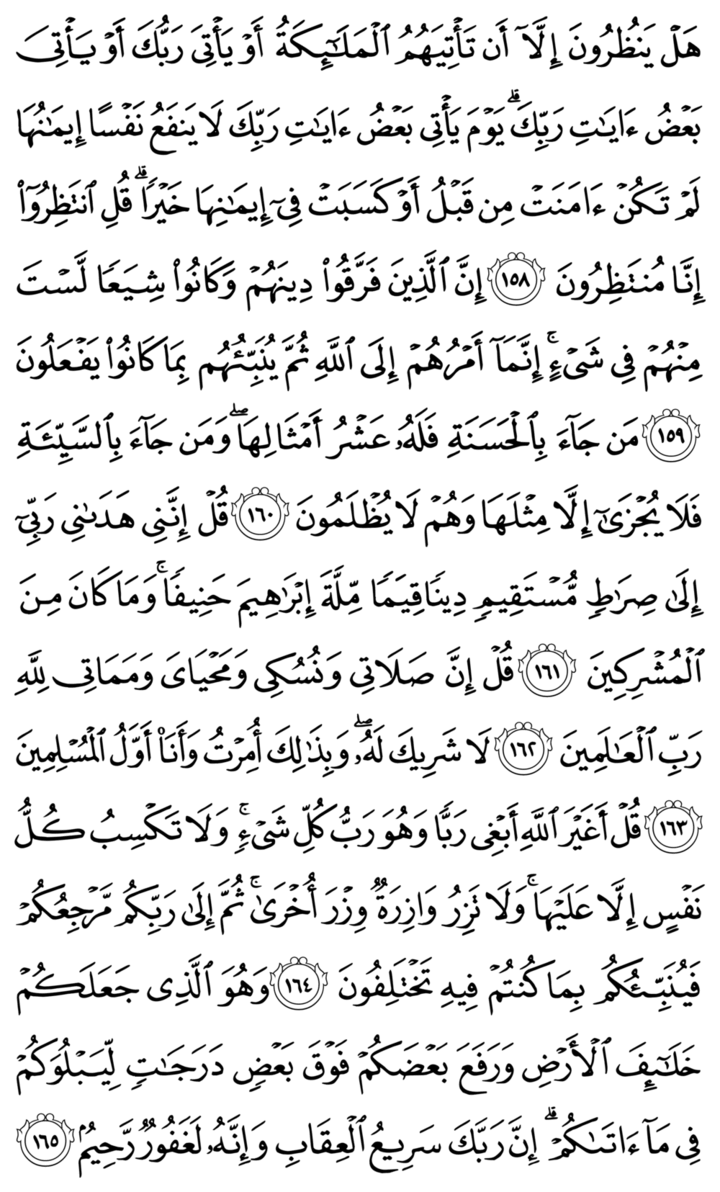 هَلۡ يَنظُرُونَ إِلَّآ أَن تَأۡتِيَهُمُ ٱلۡمَلَٰٓئِكَةُ أَوۡ يَأۡتِيَ رَبُّكَ أَوۡ يَأۡتِيَ
بَعۡضُ ءَايَٰتِ رَبِّكَۗ يَوۡمَ يَأۡتِي بَعۡضُ ءَايَٰتِ رَبِّكَ لَا يَنفَعُ نَفۡسًا إِيمَٰنُهَا
لَمۡ تَكُنۡ ءَامَنَتۡ مِن قَبۡلُ أَوۡ كَسَبَتۡ فِيٓ إِيمَٰنِهَا خَيۡرٗاۗ قُلِ ٱنتَظِرُوٓاْ
إِنَّا مُنتَظِرُونَ ١٥٨ إِنَّ ٱلَّذِينَ فَرَّقُواْ دِينَهُمۡ وَكَانُواْ شِيَعٗا لَّسۡتَ
مِنۡهُمۡ فِي شَيۡءٍۚ إِنَّمَآ أَمۡرُهُمۡ إِلَى ٱللَّهِ ثُمَّ يُنَبِّئُهُم بِمَا كَانُواْ يَفۡعَلُونَ
١٥٩ مَن جَآءَ بِٱلۡحَسَنَةِ فَلَهُۥ عَشۡرُ أَمۡثَالِهَاۖ وَمَن جَآءَ بِٱلسَّيِّئَةِ
فَلَا يُجۡزَىٰٓ إِلَّا مِثۡلَهَا وَهُمۡ لَا يُظۡلَمُونَ ١٦٠ قُلۡ إِنَّنِي هَدَىٰنِي رَبِّيٓ
إِلَىٰ صِرَٰطٖ مُّسۡتَقِيمٖ دِينٗا قِيَمٗا مِّلَّةَ إِبۡرَٰهِيمَ حَنِيفٗاۚ وَمَا كَانَ مِنَ
ٱلۡمُشۡرِكِينَ ١٦١ قُلۡ إِنَّ صَلَاتِي وَنُسُكِي وَمَحۡيَايَ وَمَمَاتِي لِلَّهِ
رَبِّ ٱلۡعَٰلَمِينَ ١٦٢ لَا شَرِيكَ لَهُۥۖ وَبِذَٰلِكَ أُمِرۡتُ وَأَنَا۠ أَوَّلُ ٱلۡمُسۡلِمِينَ
١٦٣ قُلۡ أَغَيۡرَ ٱللَّهِ أَبۡغِي رَبّٗا وَهُوَ رَبُّ كُلِّ شَيۡءٖۚ وَلَا تَكۡسِبُ كُلُّ
نَفۡسٍ إِلَّا عَلَيۡهَاۚ وَلَا تَزِرُ وَازِرَةٞ وِزۡرَ أُخۡرَىٰۚ ثُمَّ إِلَىٰ رَبِّكُم مَّرۡجِعُكُمۡ
فَيُنَبِّئُكُم بِمَا كُنتُمۡ فِيهِ تَخۡتَلِفُونَ ١٦٤ وَهُوَ ٱلَّذِي جَعَلَكُمۡ
خَلَٰٓئِفَ ٱلۡأَرۡضِ وَرَفَعَ بَعۡضَكُمۡ فَوۡقَ بَعۡضٖ دَرَجَٰتٖ لِّيَبۡلُوَكُمۡ
فِي مَآ ءَاتَىٰكُمۡۗ إِنَّ رَبَّكَ سَرِيعُ ٱلۡعِقَابِ وَإِنَّهُۥ لَغَفُورٞ رَّحِيمُۢ ١٦٥